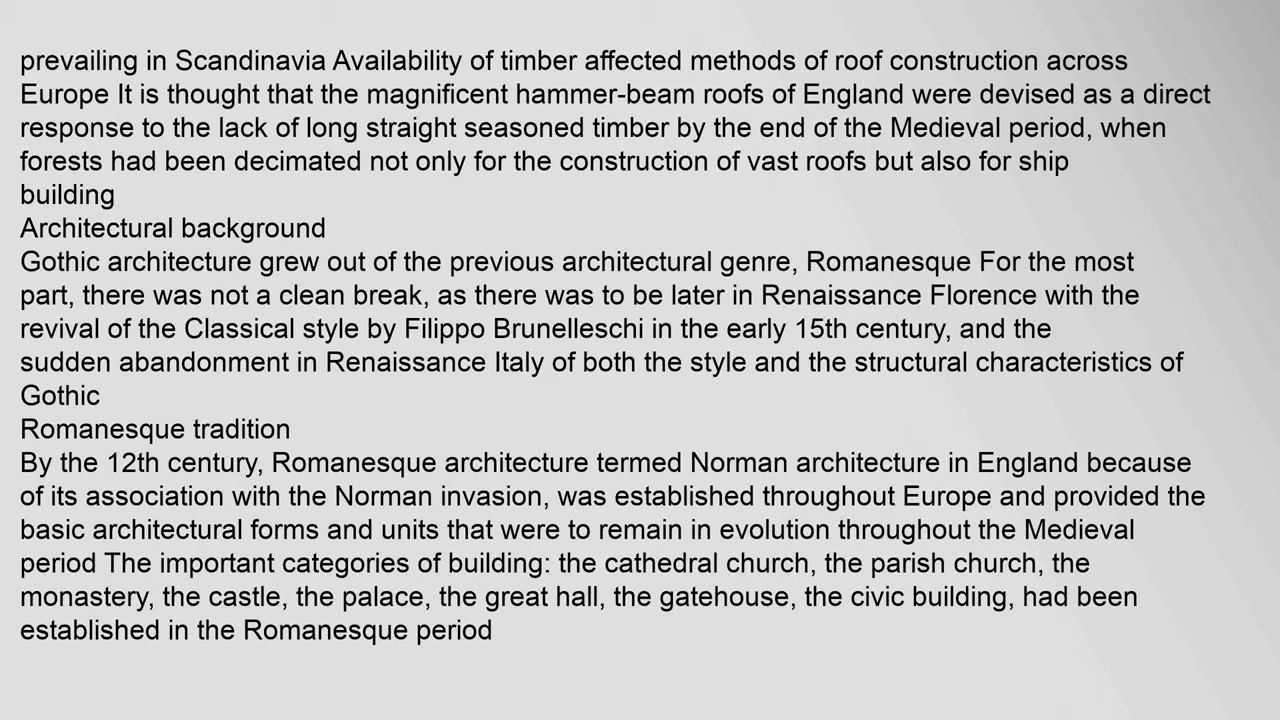 prevailing in Scandinavia Availability of timber affected methods of roof construction across
Europe It is thought that the magnificent hammer-beam roofs of England were devised as a direct
response to the lack of long straight seasoned timber by the end of the Medieval period, when
forests had been decimated not only for the construction of vast roofs but also for ship
building
Architectural background
Gothic architecture grew out of the previous architectural genre, Romanesque For the most
part, there was not a clean break, as there was to be later in Renaissance Florence with the
revival of the Classical style by Filippo Brunelleschi in the early 15th century, and the
sudden abandonment in Renaissance Italy of both the style and the structural characteristics of
Gothic
Romanesque tradition
By the 12th century, Romanesque architecture termed Norman architecture in England because
of its association with the Norman invasion, was established throughout Europe and provided the
basic architectural forms and units that were to remain in evolution throughout the Medieval
period The important categories of building: the cathedral church, the parish church, the
monastery, the castle, the palace, the great hall, the gatehouse, the civic building, had been
established in the Romanesque period